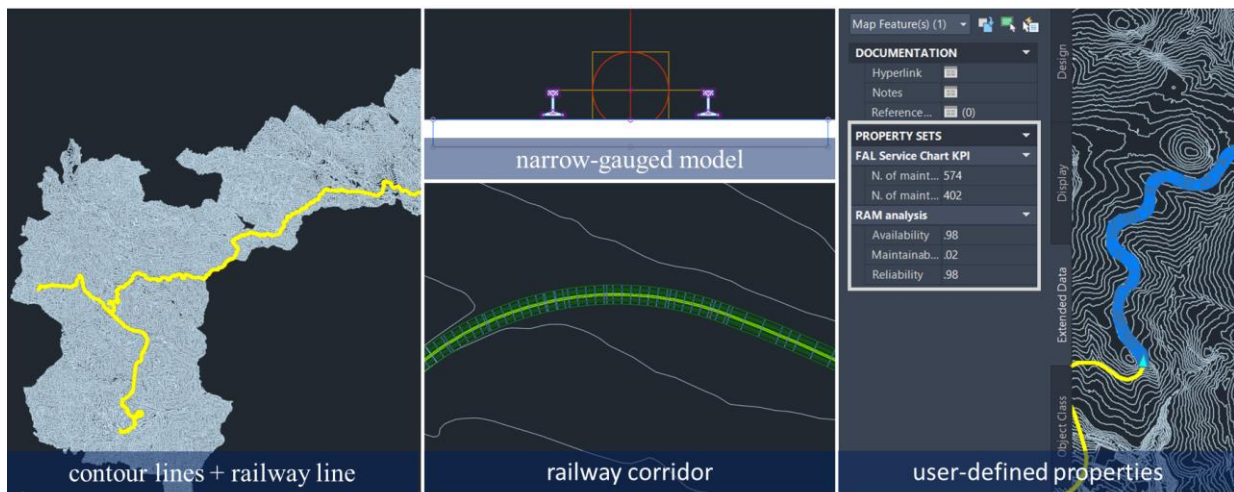 contour lines + railway line
narrow-gauged model
railway corridor
Map Feature(s) (1)
DOCUMENTATION
Hyperlink
Notes
Reference... (0)
PROPERTY SETS
FAL Service Chart KPI
N. of maint... 574
N. of maint... 402
RAM analysis
Availability .98
Maintainab... .02
Reliability .98
Design
Display
Extended Data
Object Class
user-defined properties